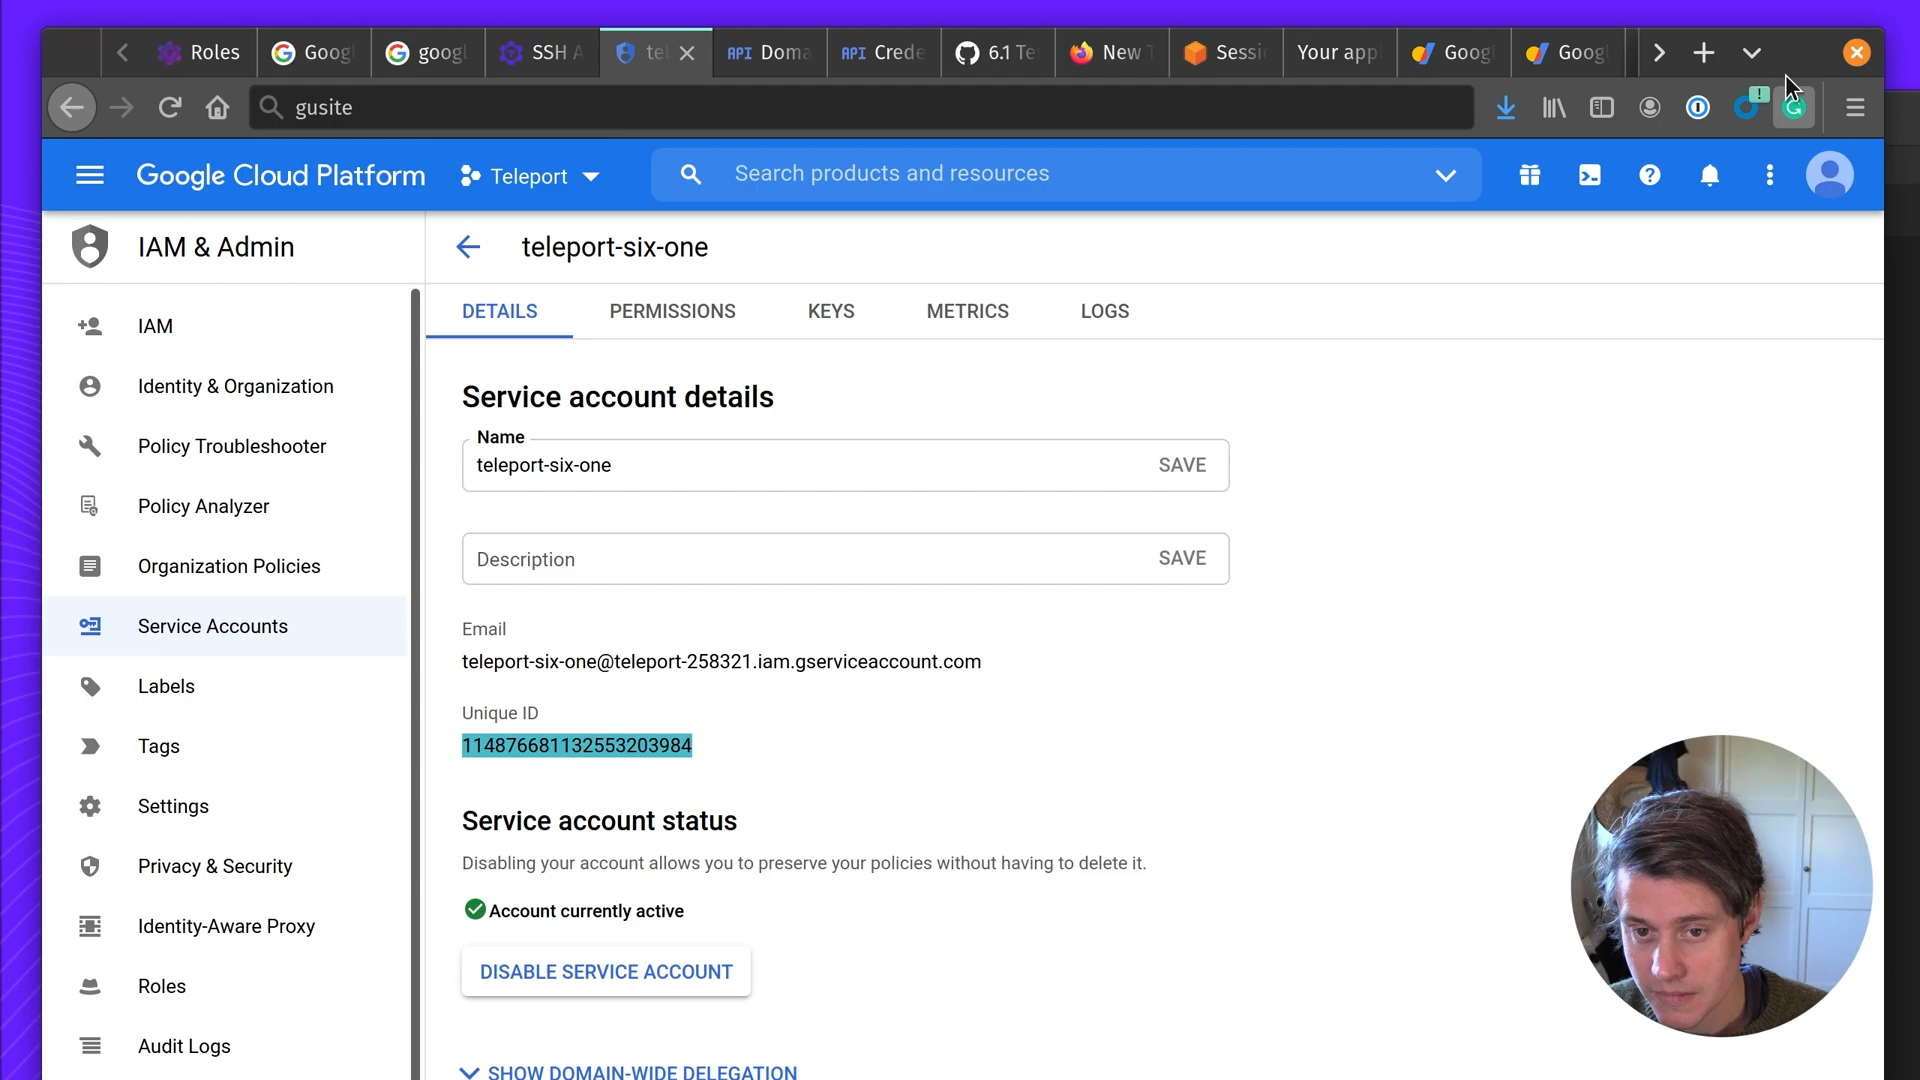 Roles
Goog
googl
SSH A
tel
API Doma
API Crede
6.1 Te
New T
Sessi
Your app
Goog
Goog
gusite
Google Cloud Platform
Teleport
Search products and resources
IAM & Admin
teleport-six-one
IAM
Identity & Organization
Policy Troubleshooter
Policy Analyzer
Organization Policies
Service Accounts
Labels
Tags
Settings
Privacy & Security
Identity-Aware Proxy
Roles
Audit Logs
DETAILS
PERMISSIONS
KEYS
METRICS
LOGS
Service account details
Name
teleport-six-one
SAVE
Description
SAVE
Email
teleport-six-one@teleport-258321.iam.gserviceaccount.com
Unique ID
114876681132553203984
Service account status
Disabling your account allows you to preserve your policies without having to delete it.
Account currently active
DISABLE SERVICE ACCOUNT
SHOW DOMAIN-WIDE DELEGATION